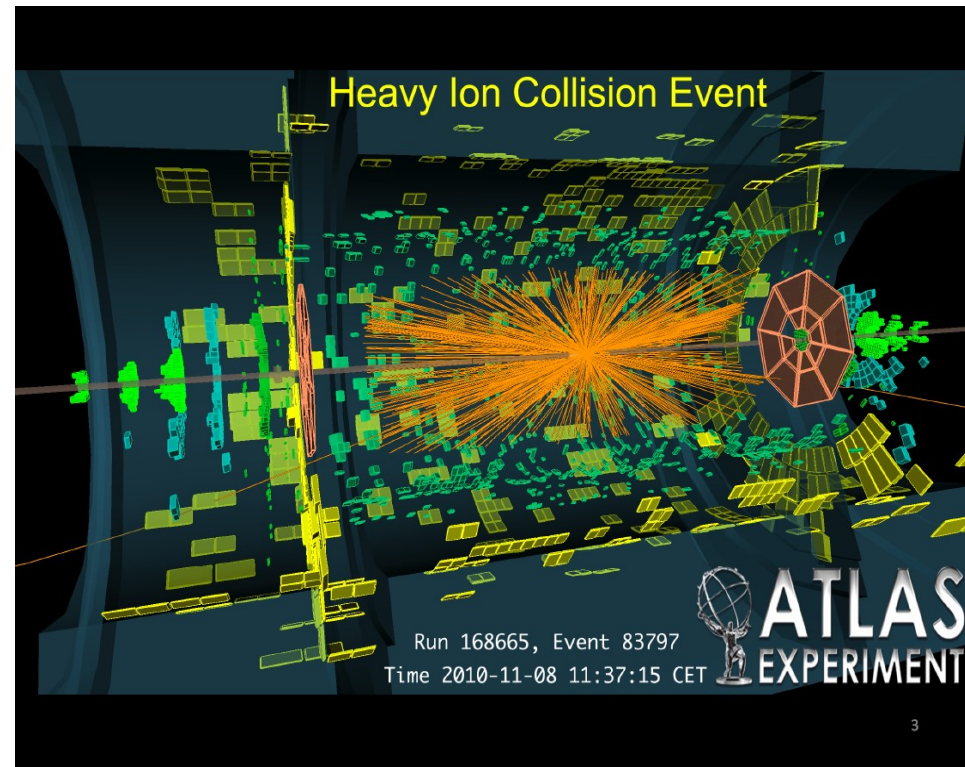 Heavy Ion Collision Event
ATLAS
EXPERIMENT
Run 168665, Event 83797
Time 2010-11-08 11:37:15 CET
3